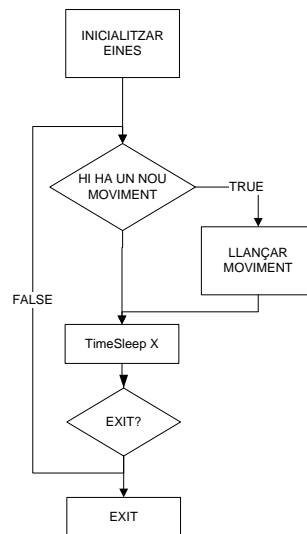 INICIALITZAR
EINES
HI HA UN NOU
MOVIMENT
TRUE
LLANÇAR
MOVIMENT
FALSE
TimeSleep X
EXIT?
EXIT